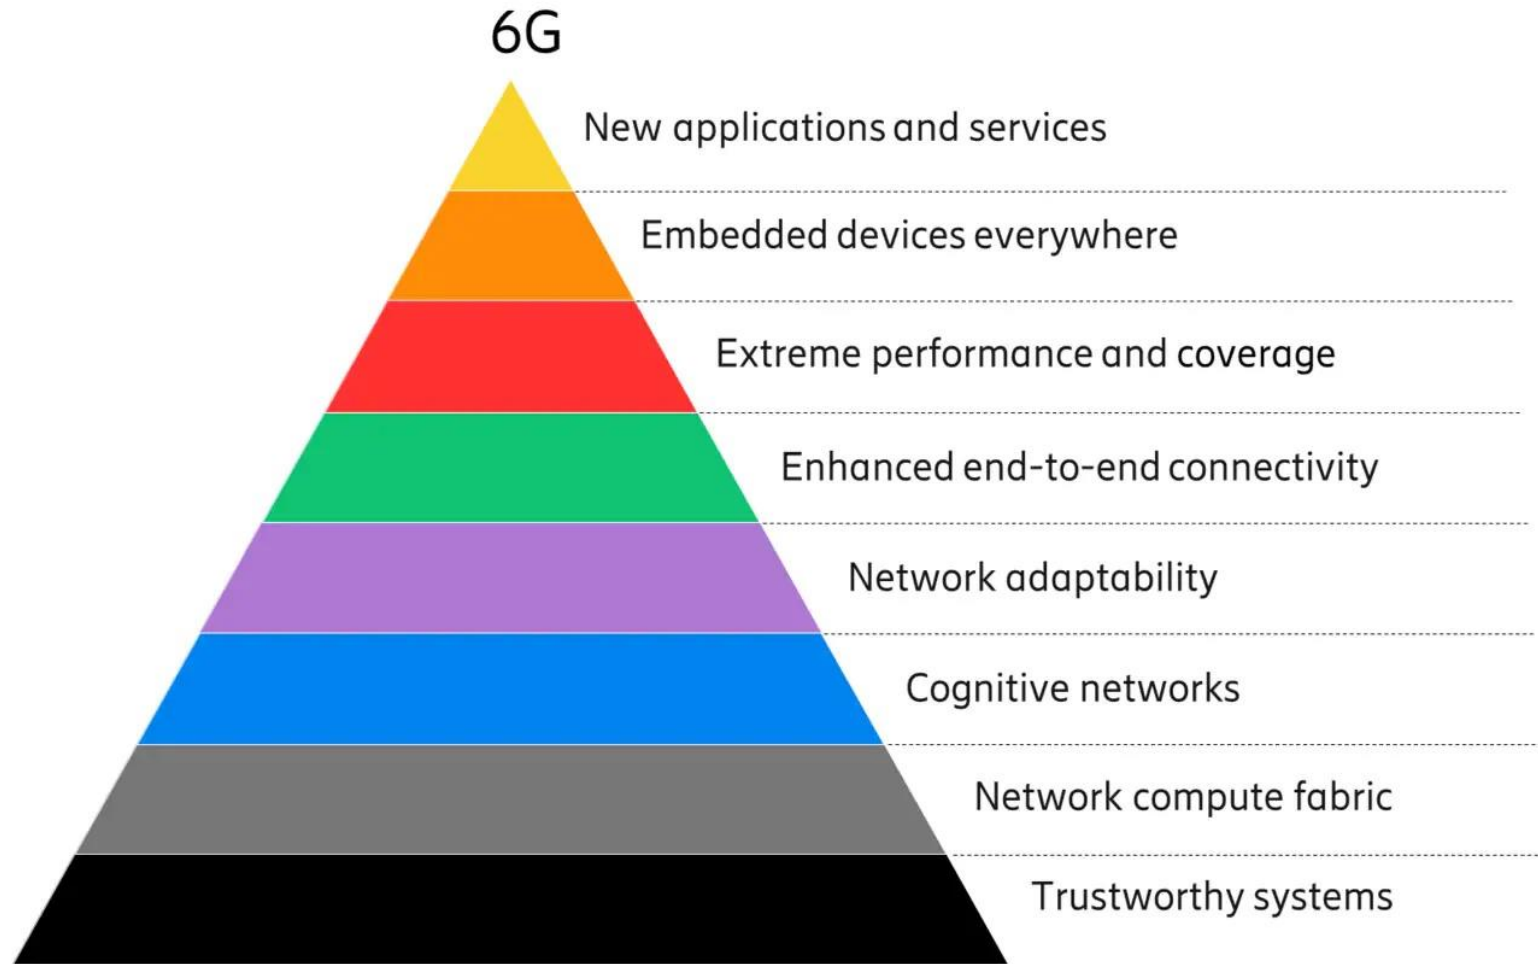 6G
New applications and services
Embedded devices everywhere
Extreme performance and coverage
Enhanced end-to-end connectivity
Network adaptability
Cognitive networks
Network compute fabric
Trustworthy systems